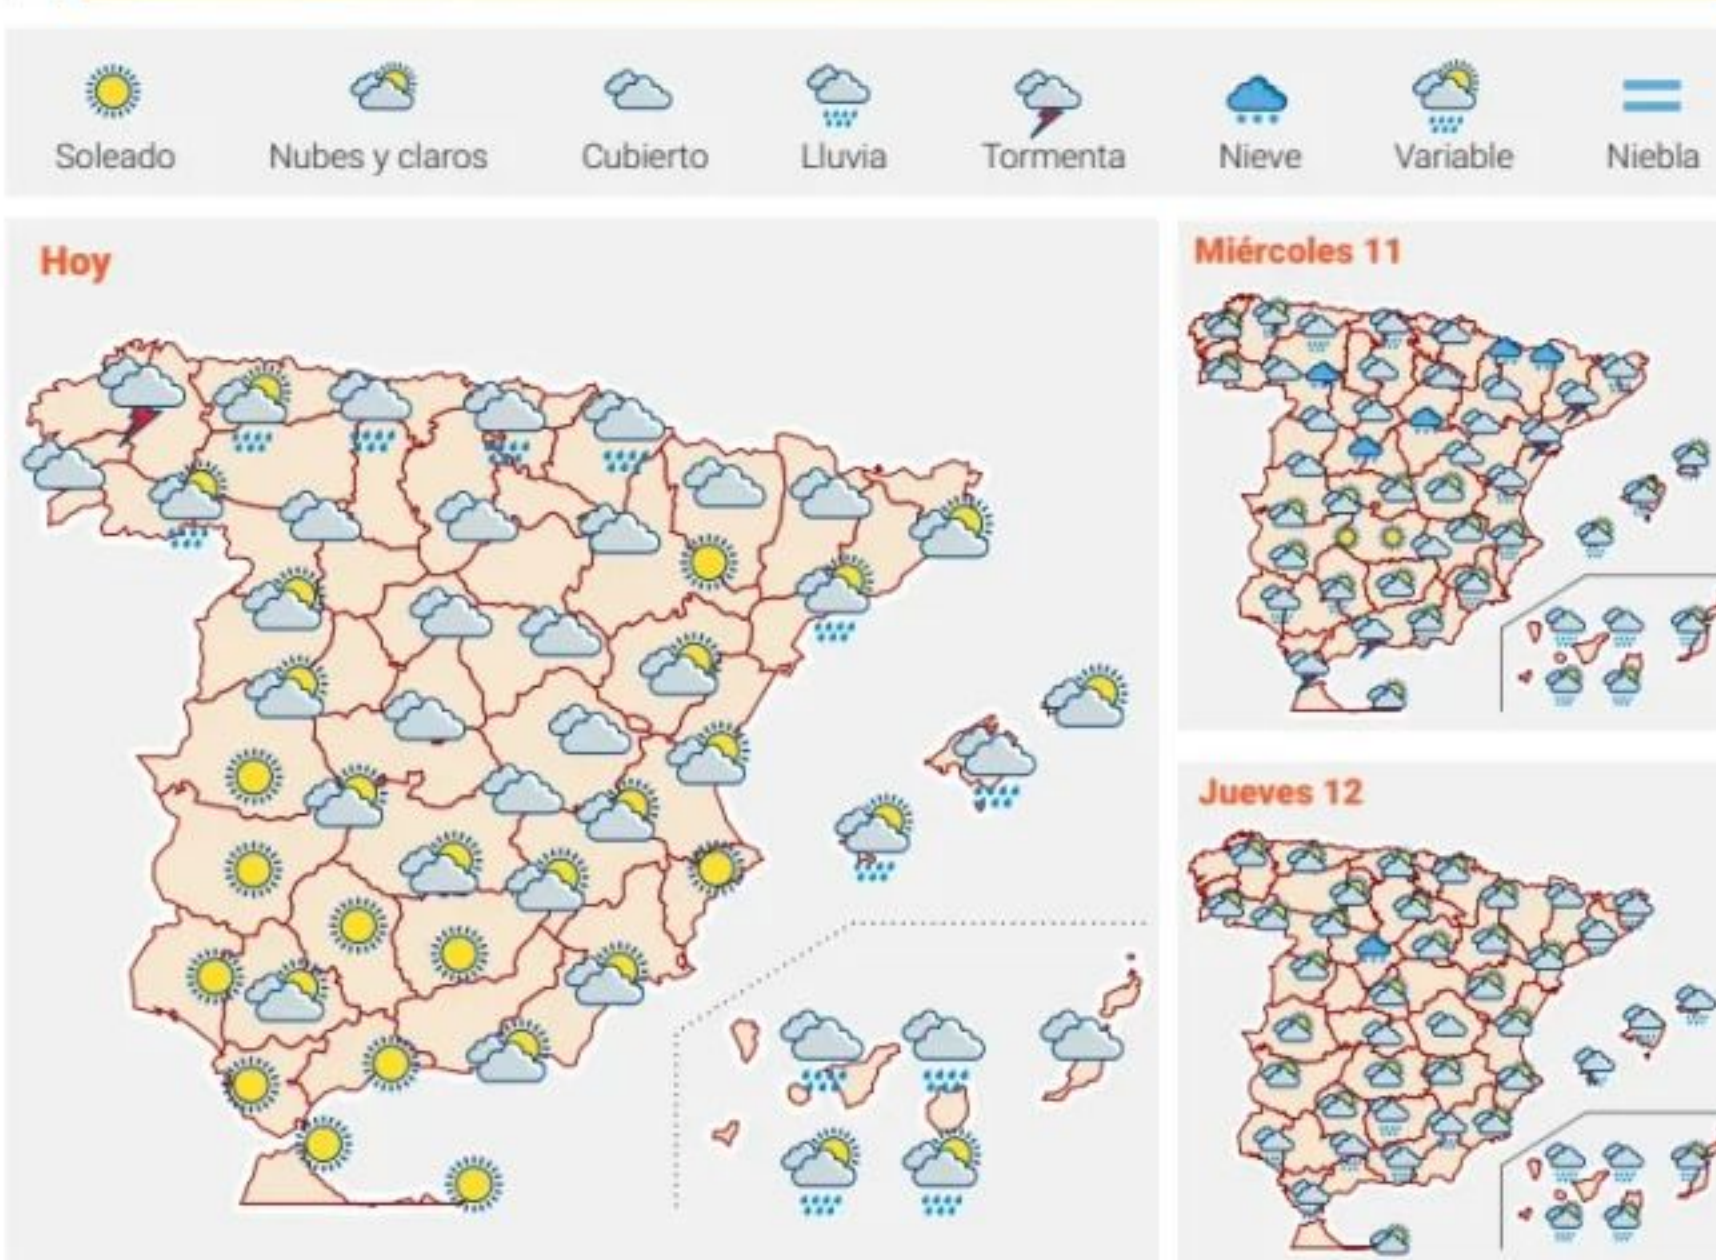 Soleado
Nubes y claros
Cubierto
Lluvia
Tormenta
Nieve
Variable
Niebla
Hoy
Miércoles 11
Jueves 12